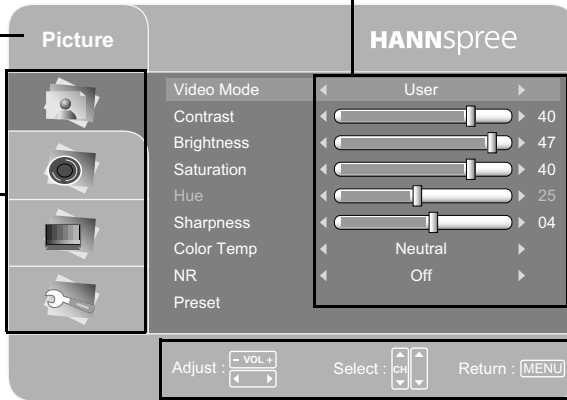 Picture
HANNspree
Video Mode User
Contrast 40
Brightness 47
Saturation 40
Hue 25
Sharpness 04
Color Temp Neutral
NR Off
Preset
Adjust : - VOL + Select : CH Return : MENU